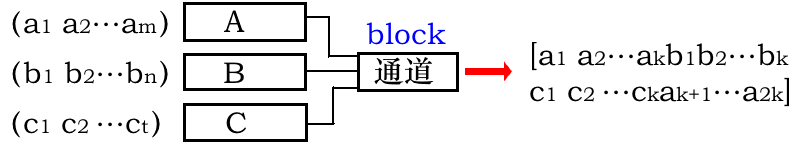 (a1 a2⋯am) A
block
(b1 b2⋯bn) B 通道 [a1 a2⋯akb1b2⋯bk
(c1 c2 ⋯ct) C c1 c2 ⋯ckak+1⋯a2k]